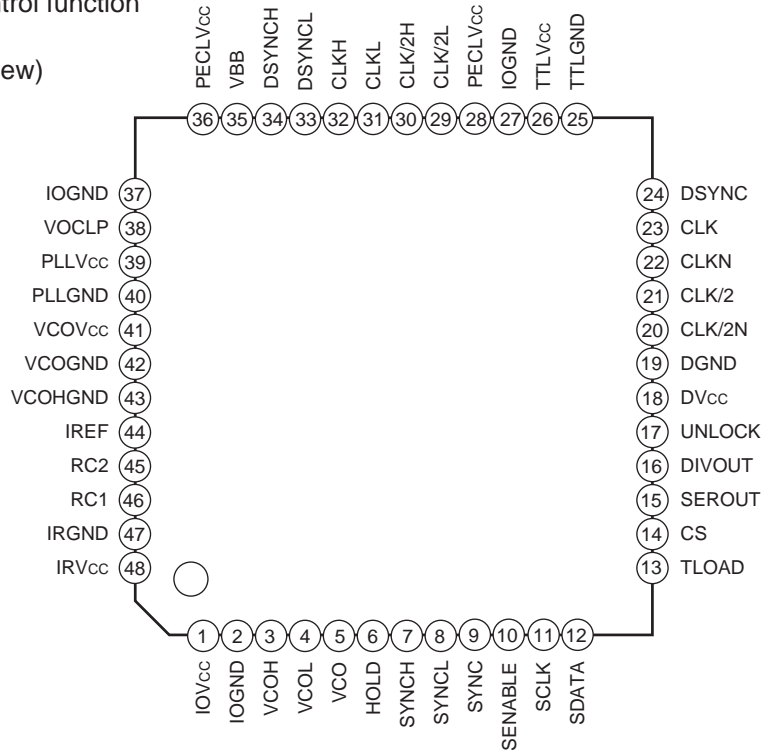 ntrol function
ew)
PECLVcc
VBB
DSYNCH
DSYNCL
CLKH
CLKL
CLK/2H
CLK/2L
PECLVcc
IOGND
TTLVcc
TTLGND
36 35 34 33 32 31 30 29 28 27 26 25
IOGND 37
VOCLP 38
PLLVcc 39
PLLGND 40
VCOVcc 41
VCOGND 42
VCOHGND 43
IREF 44
RC2 45
RC1 46
IRGND 47
IRVcc 48
24 DSYNC
23 CLK
22 CLKN
21 CLK/2
20 CLK/2N
19 DGND
18 DVcc
17 UNLOCK
16 DIVOUT
15 SEROUT
14 CS
13 TLOAD
1 2 3 4 5 6 7 8 9 10 11 12
IOVcc
IOGND
VCOH
VCOL
VCO
HOLD
SYNCH
SYNCL
SYNC
SENABLE
SCLK
SDATA